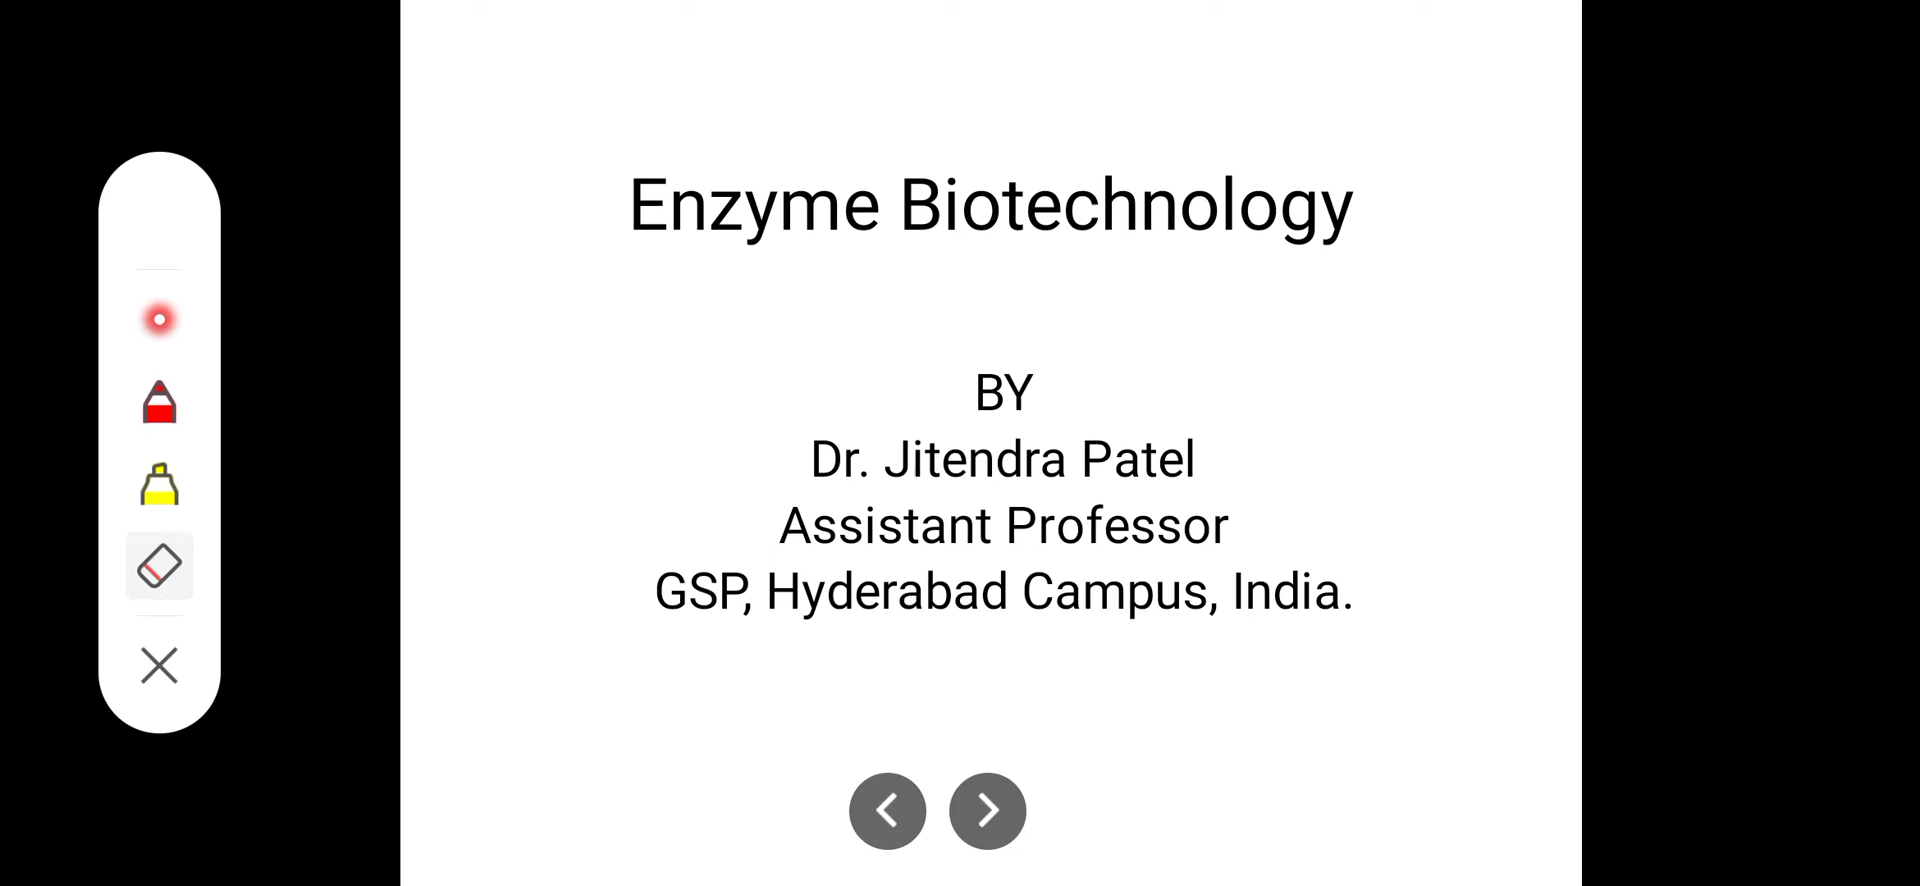 Enzyme Biotechnology
BY
Dr. Jitendra Patel
Assistant Professor
GSP, Hyderabad Campus, India.